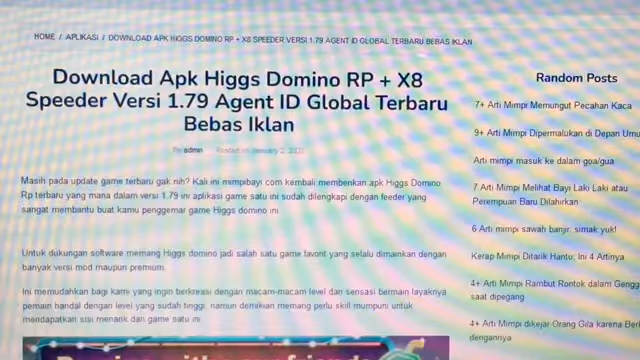 HOME / APLIKASI / DOWNLOAD APK HIGGS DOMINO RP + X8 SPEEDER VERSI 1.79 AGENT ID GLOBAL TERBARU BEBAS IKLAN
Download Apk Higgs Domino RP + X8
Speeder Versi 1.79 Agent ID Global Terbaru
Bebas Iklan
By admin Posted on January 2,
Masih pada update game terbaru gak nih? Kali ini mimpibayi com kembali memberikan apk Higgs Domino
Rp terbaru yang mana dalam versi 1.79 ini aplikasi game satu ini sudah dilengkapi dengan feeder yang
sangat membantu buat kamu penggemar game Higgs domino ini
Untuk dukungan software memang Higgs domino jadi salah satu game favorit yang selalu dimainkan dengan
banyak versi mod maupun premium.
Ini memudahkan bagi kamu yang ingin berkreasi dengan macam-macam level dan sensasi bermain layaknya
pemain handal dengan level yang sudah tinggi. namun demikian memang perlu skill mumpuni untuk
mendapatkan sisi menarik dari game satu ini
Random Posts
7+ Arti Mimpi Memungut Pecahan Kaca
9+ Arti Mimpi Dipermalukan di Depan Umu
Arti mimpi masuk ke dalam goa/gua
7 Arti Mimpi Melihat Bayi Laki Laki atau
Perempuan Baru Dilahirkan
6 Arti mimpi sawah banjir. simak yuk!
Kerap Mimpi Ditarik Hantu, Ini 4 Artinya
4+ Arti Mimpi Rambut Rontok dalam Gengg
saat dipegang
4+ Arti Mimpi dikejar Orang Gila karena Ber
dengannya